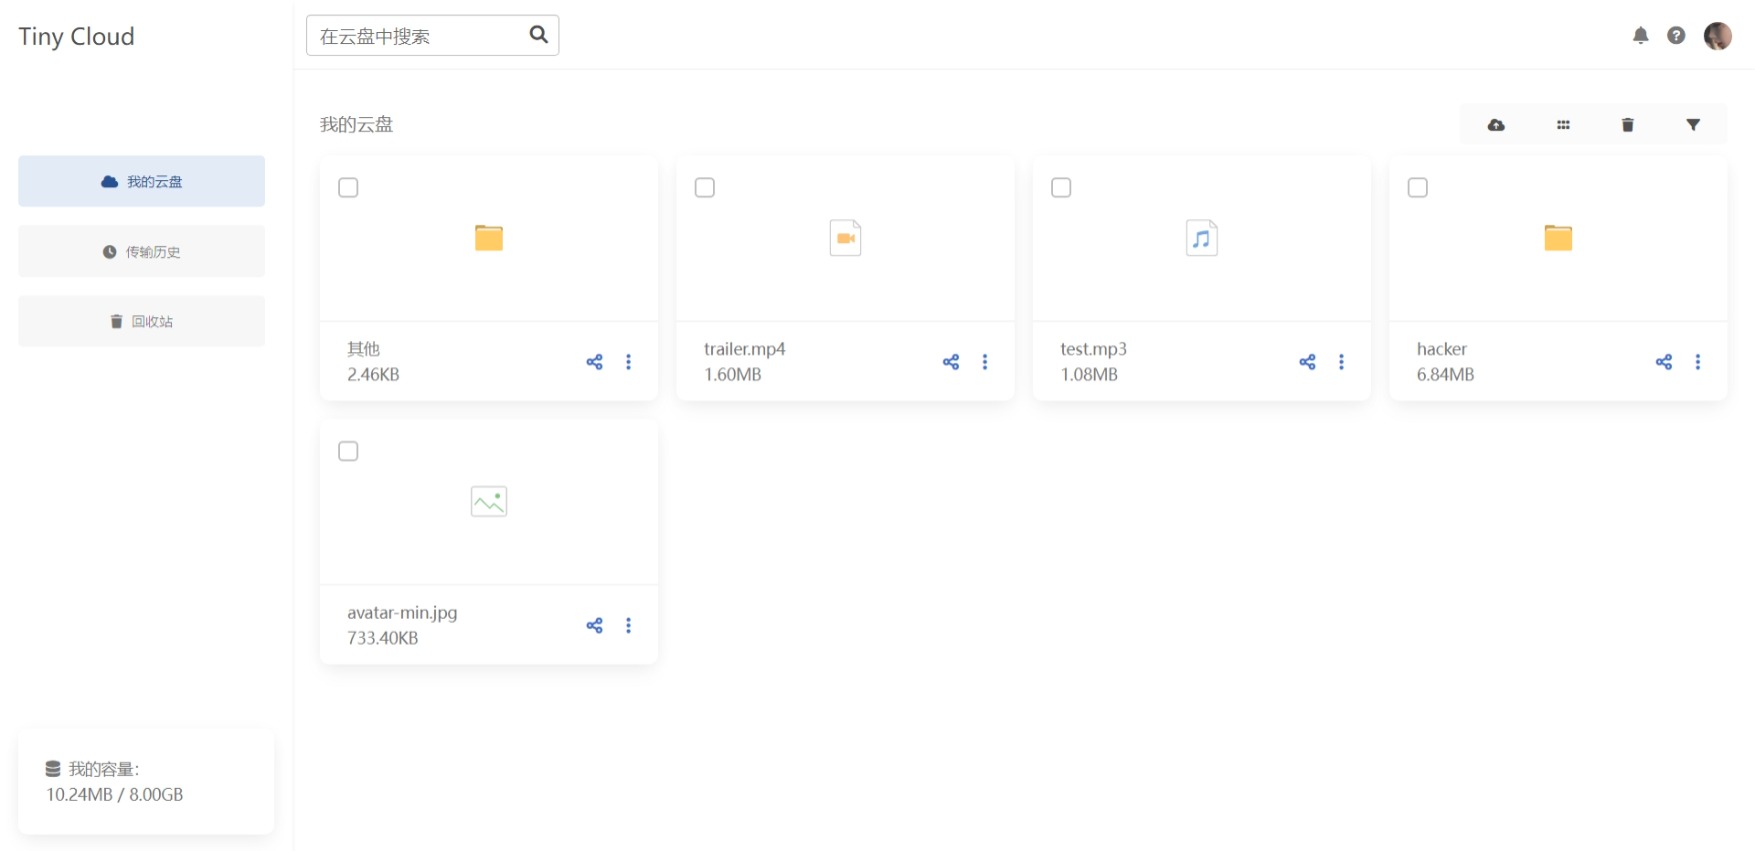 Tiny Cloud
在云盘中搜索
我的云盘
传输历史
回收站
我的云盘
其他
2.46KB
trailer.mp4
1.60MB
test.mp3
1.08MB
hacker
6.84MB
avatar-min.jpg
733.40KB
我的容量:
10.24MB / 8.00GB